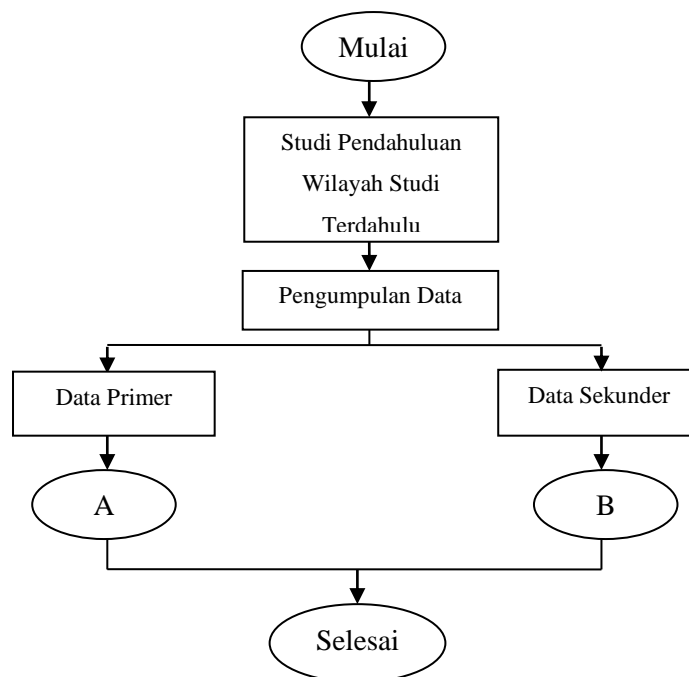 Mulai
Studi Pendahuluan
Wilayah Studi
Terdahulu
Pengumpulan Data
Data Primer
Data Sekunder
A
B
Selesai